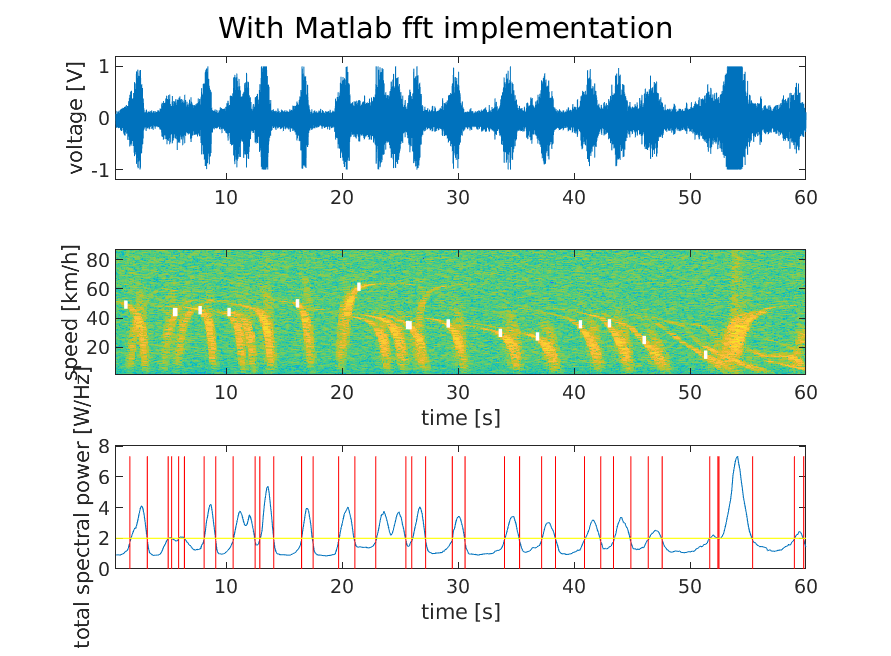 With Matlab fft implementation
voltage [V]
1
0
-1
10 20 30 40 50 60
speed [km/h]
80
60
40
20
10 20 30 40 50 60
time [s]
total spectral power [W/Hz]
8
6
4
2
0
10 20 30 40 50 60
time [s]